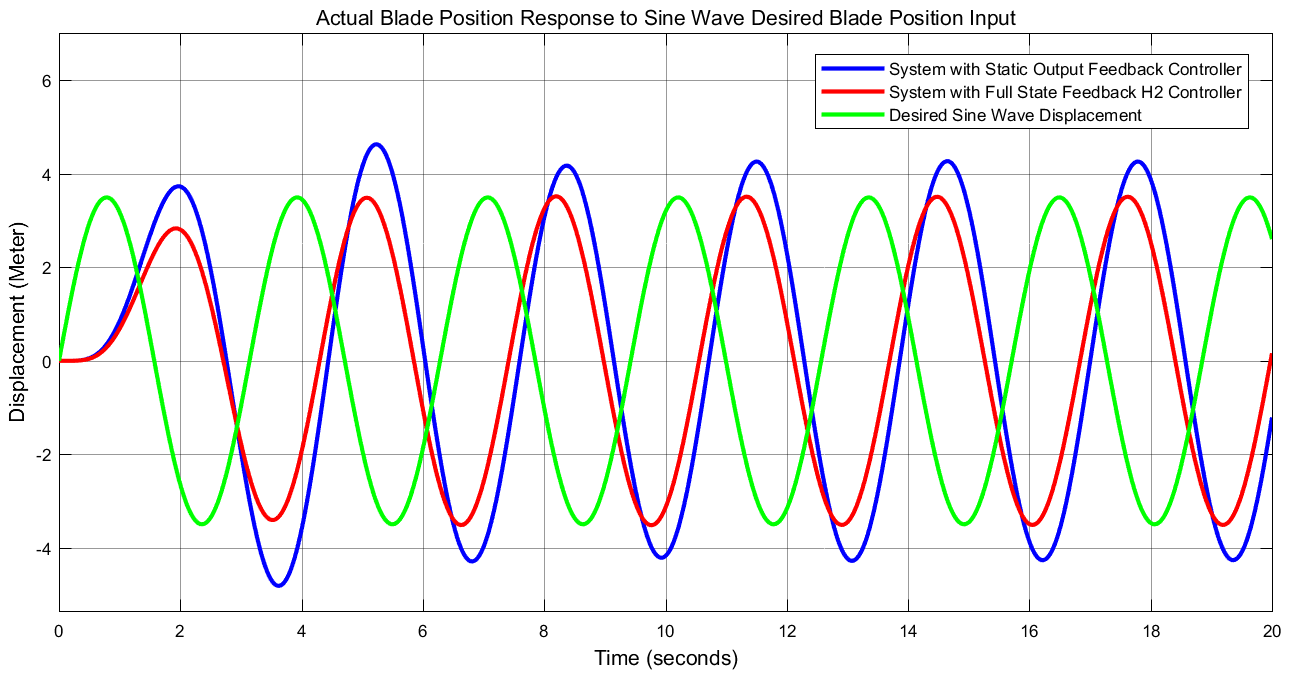 Actual Blade Position Response to Sine Wave Desired Blade Position Input
System with Static Output Feedback Controller
System with Full State Feedback H2 Controller
Desired Sine Wave Displacement
Displacement (Meter)
6
4
2
0
-2
-4
0 2 4 6 8 10 12 14 16 18 20
Time (seconds)